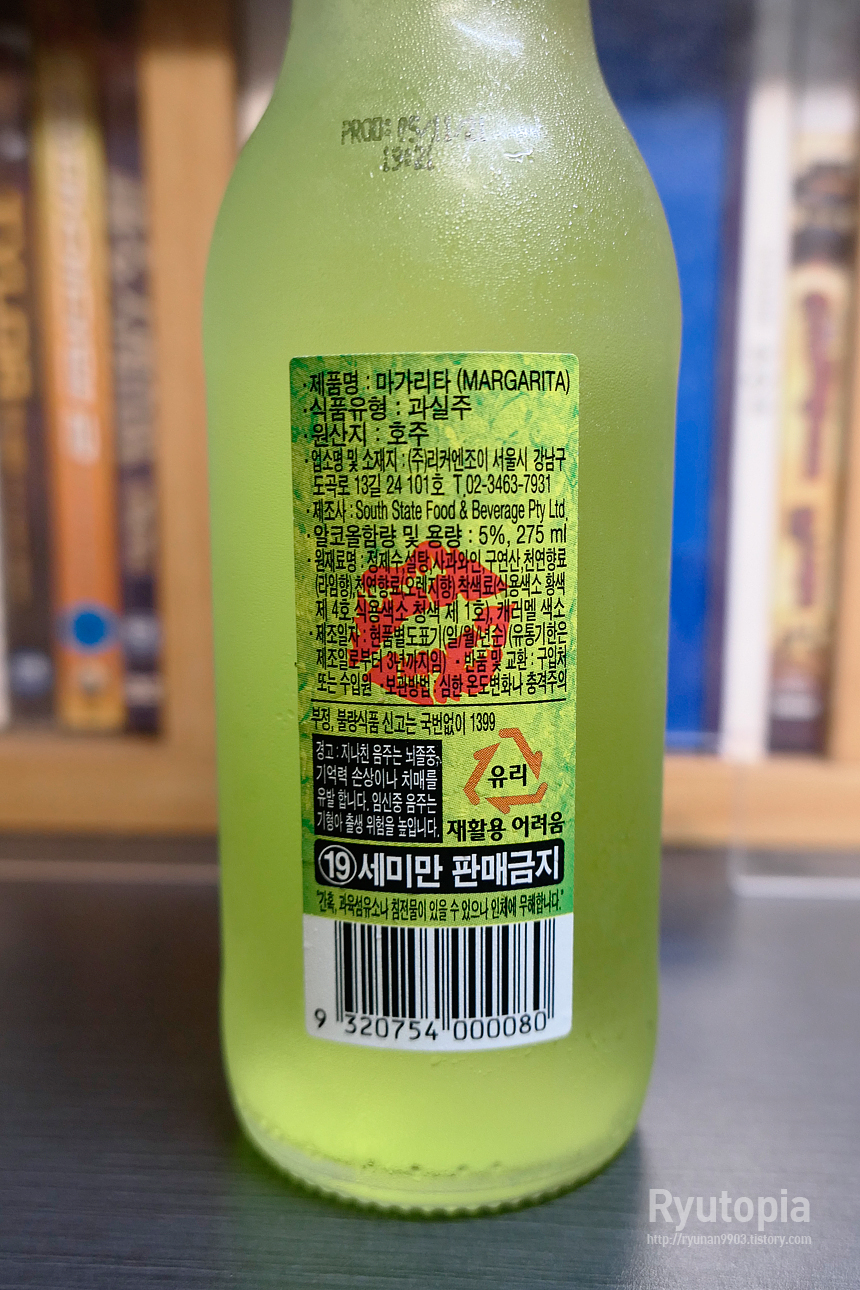 PROD: 05/11/
·제품명 : 마가리타 (MARGARITA)
·식품유형 : 과실주
·원산지 : 호주
·업소명 및 소재지 : (주)리커엔조이 서울시 강남구
도곡로 13길 24 101호 T.02-3463-7931
·제조사 : South State Food & Beverage Pty Ltd.
·알코올함량 및 용량 : 5%, 275 ml
·원재료명 : 정제수,설탕,사과와인,구연산,천연향료
(라임향),천연향료(오렌지향) 착색료(식용색소 황색
제 4호, 식용색소 청색 제 1호), 캐러멜 색소
·제조일자 : 현품별도표기(일/월/년순) (유통기한은
제조일로부터 3년까지임) ·반품 및 교환 : 구입처
또는 수입원 ·보관방법 : 심한 온도변화나 충격주의
부정, 불량식품 신고는 국번없이 1399
경고 : 지나친 음주는 뇌졸중,
기억력 손상이나 치매를
유발 합니다. 임신중 음주는
기형아 출생 위험을 높입니다.
유리
재활용 어려움
⑲세미만 판매금지
"간혹, 과육섬유소나 침전물이 있을 수 있으나 인체에 무해합니다."
9 320754 000080
Ryutopia
http://ryunan9903.tistory.com